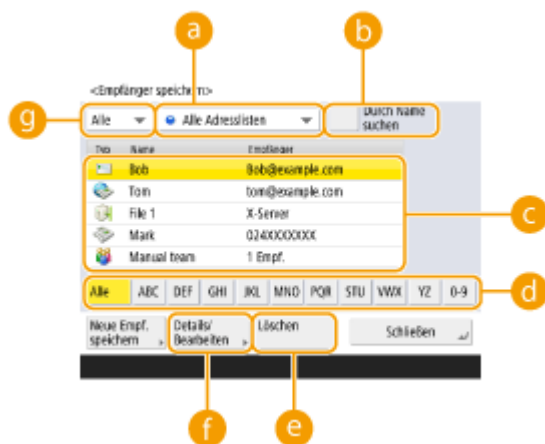 a
b
<Empfänger speichern>
g
Alle
Alle Adresslisten
Durch Name
suchen
Typ Name Empfänger
Bob Bob@example.com
Tom tom@example.com
File 1 X-Server
c
Mark 024XXXXXXX
Manual team 1 Empf.
Alle ABC DEF GHI JKL MNO PQR STU VWX YZ 0-9
d
Neue Empf.
speichern
Details/
Bearbeiten
Löschen
Schließen
f
e